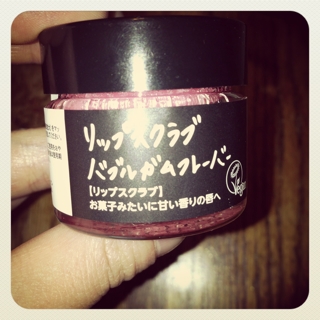 リップスクラブ
バブルガムフレーバー
【リップスクラブ】
お菓子みたいに甘い香りの唇へ
Vegan